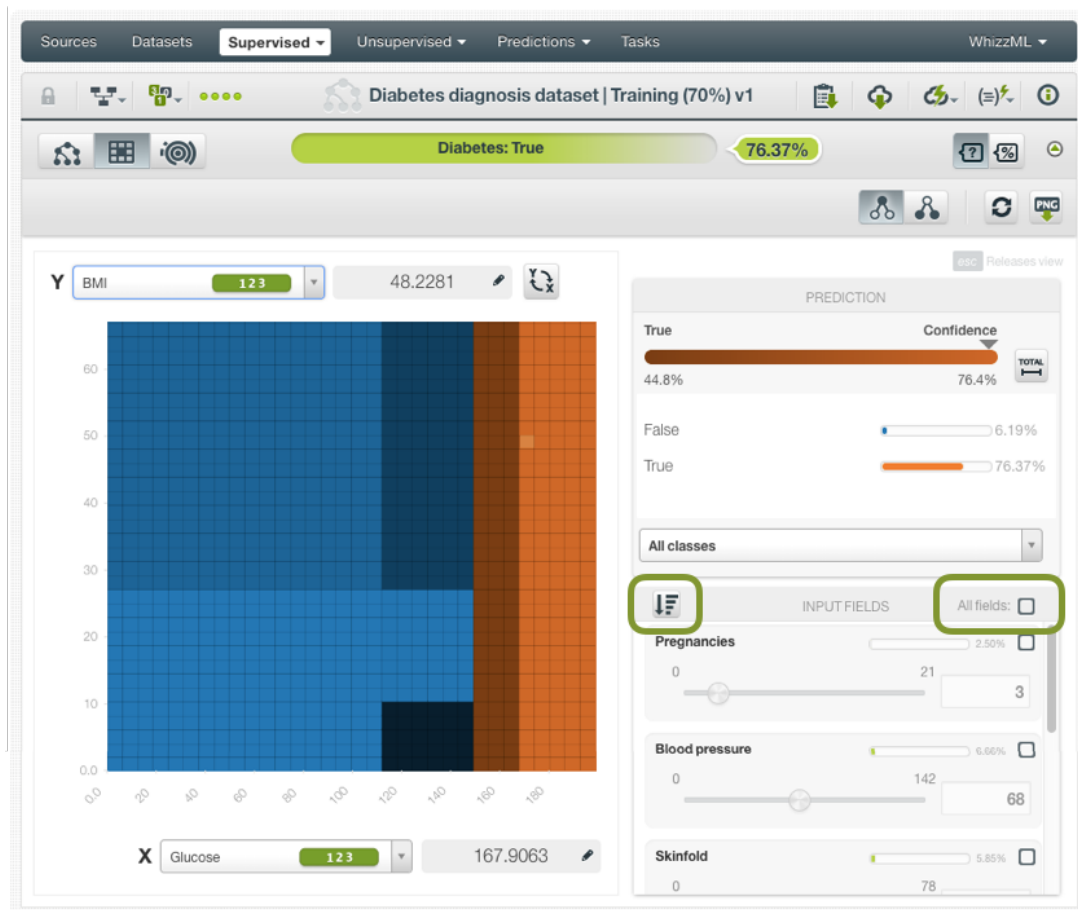 Sources Datasets Supervised Unsupervised Predictions Tasks WhizzML
Diabetes diagnosis dataset | Training (70%) v1
Diabetes: True 76.37%
PNG
esc Releases view
Y BMI 123 48.2281 Y X
PREDICTION
True Confidence
TOTAL
44.8% 76.4%
False 6.19%
True 76.37%
All classes
INPUT FIELDS All fields:
Pregnancies 2.50%
0 21
3
Blood pressure 6.66%
0 142
68
Skinfold 5.85%
0 78
60
50
40
30
20
10
0.0
0.0 20 40 60 80 100 120 140 160 180
X Glucose 123 167.9063